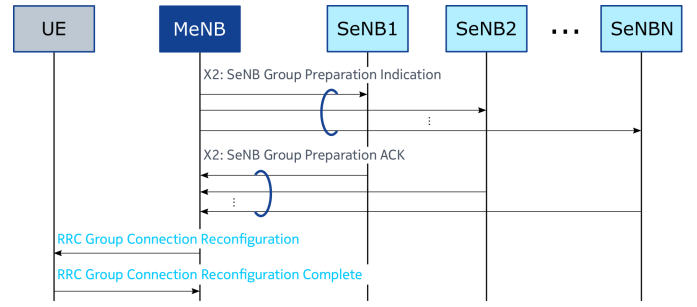 UE MeNB SeNB1 SeNB2 ... SeNBN
X2: SeNB Group Preparation Indication
⋮
X2: SeNB Group Preparation ACK
⋮
RRC Group Connection Reconfiguration
RRC Group Connection Reconfiguration Complete